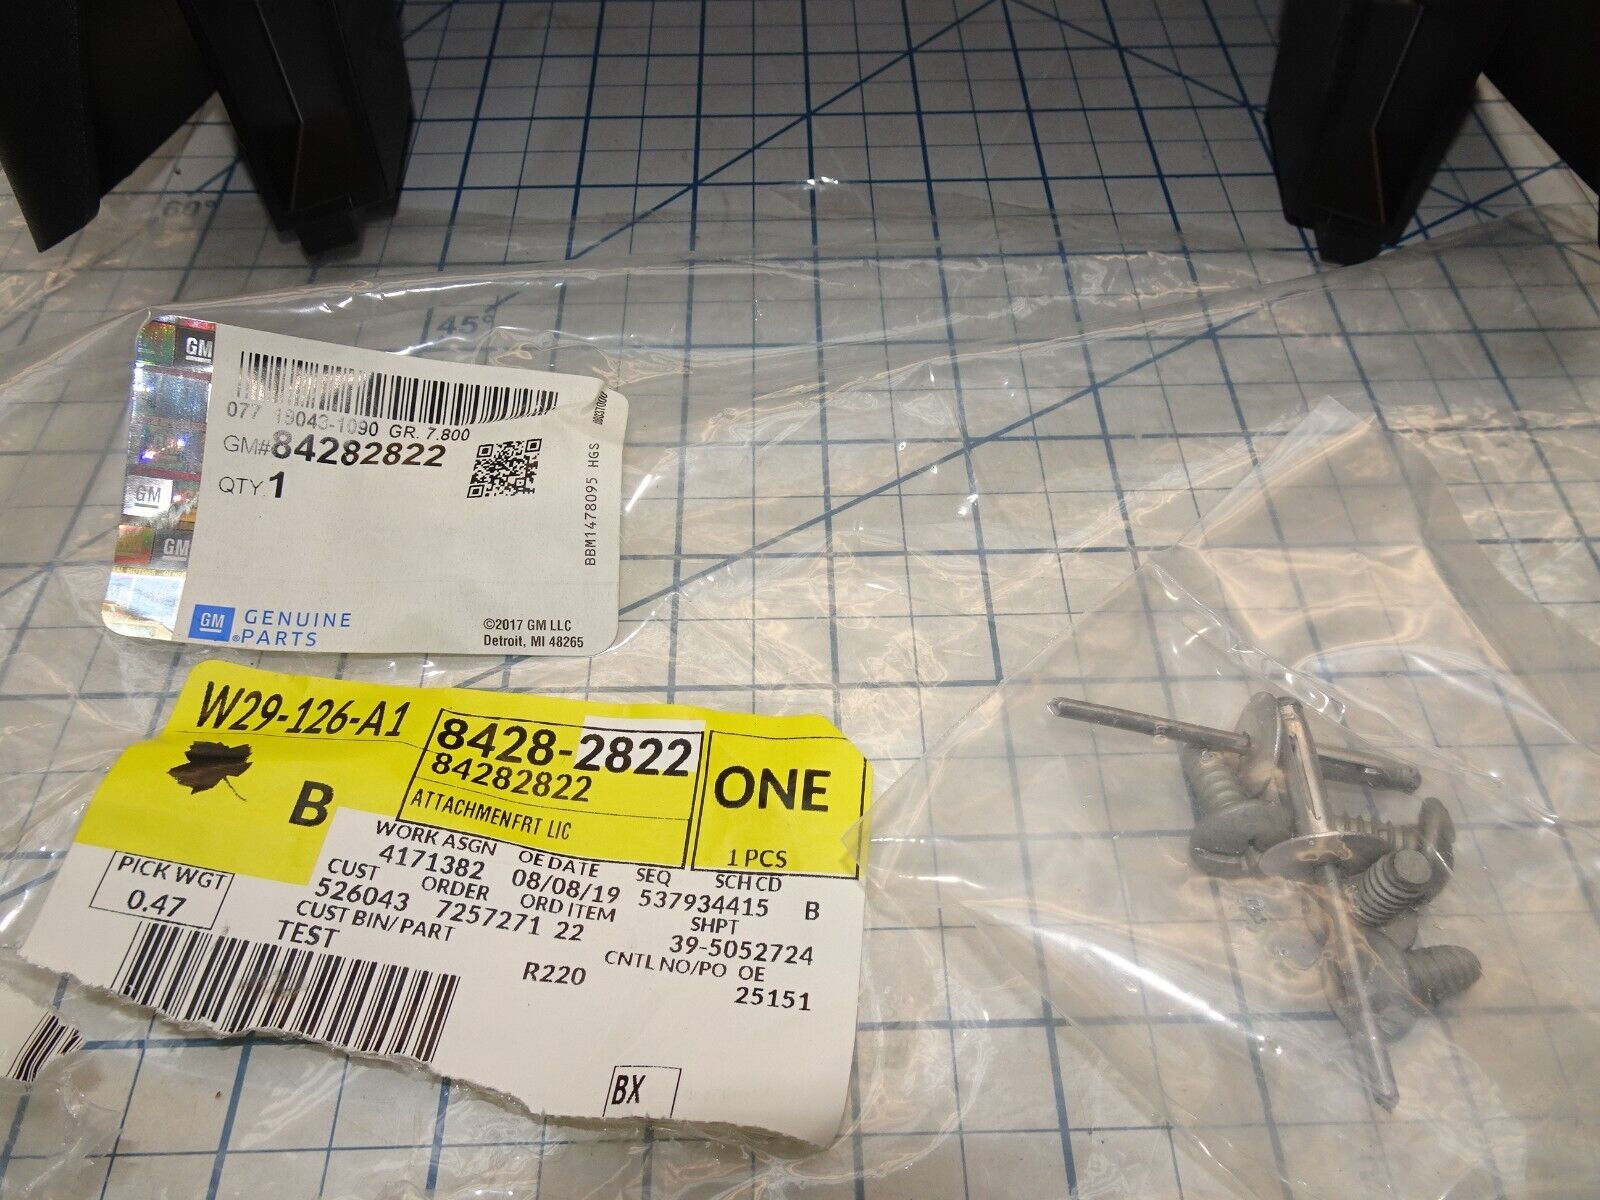 60°
45°
GM
077 19043-1090 GR. 7.800
GM#84282822
QTY.1
BBM1478095 HGS
GM
GM
GM GENUINE
®PARTS
©2017 GM LLC
Detroit, MI 48265
W29-126-A1
8428-2822
84282822
ATTACHMENFRT LIC
ONE
1 PCS
B
WORK ASGN OE DATE SEQ SCH CD
4171382 08/08/19 537934415 B
PICK WGT
0.47
CUST ORDER ORD ITEM SHPT
526043 7257271 22 39-5052724
CUST BIN/PART CNTL NO/PO OE
TEST R220 25151
BX